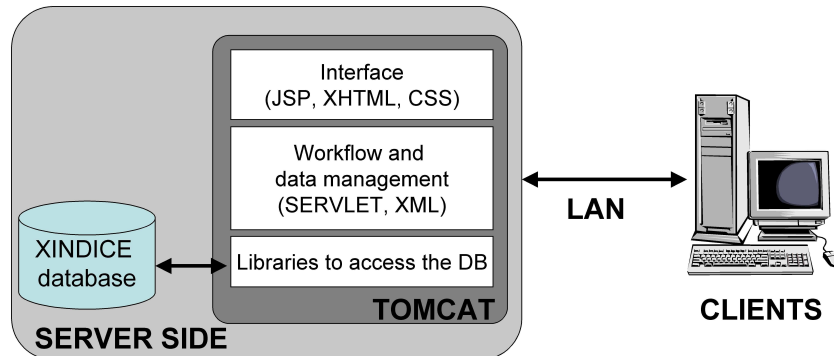 Interface
(JSP, XHTML, CSS)
Workflow and
data management
(SERVLET, XML)
Libraries to access the DB
TOMCAT
XINDICE
database
SERVER SIDE
LAN
CLIENTS